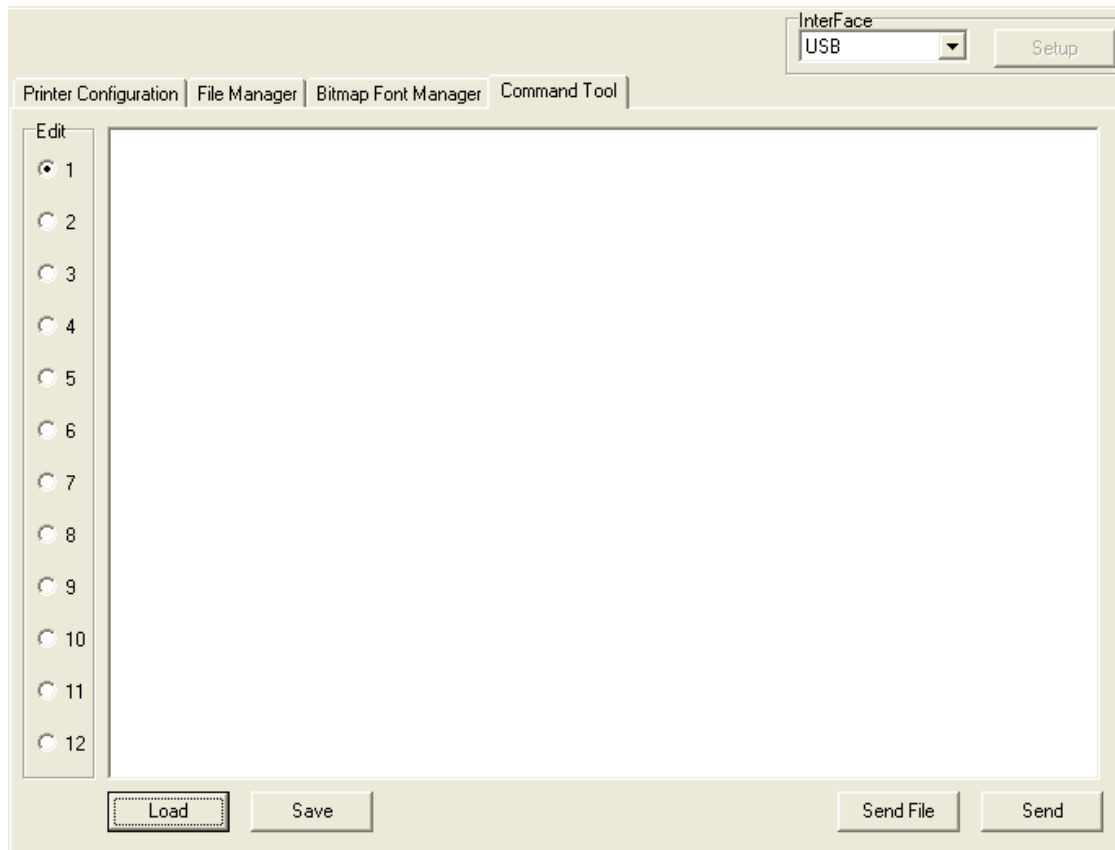 InterFace
USB
Setup
Printer Configuration File Manager Bitmap Font Manager Command Tool
Edit
1
2
3
4
5
6
7
8
9
10
11
12
Load Save Send File Send